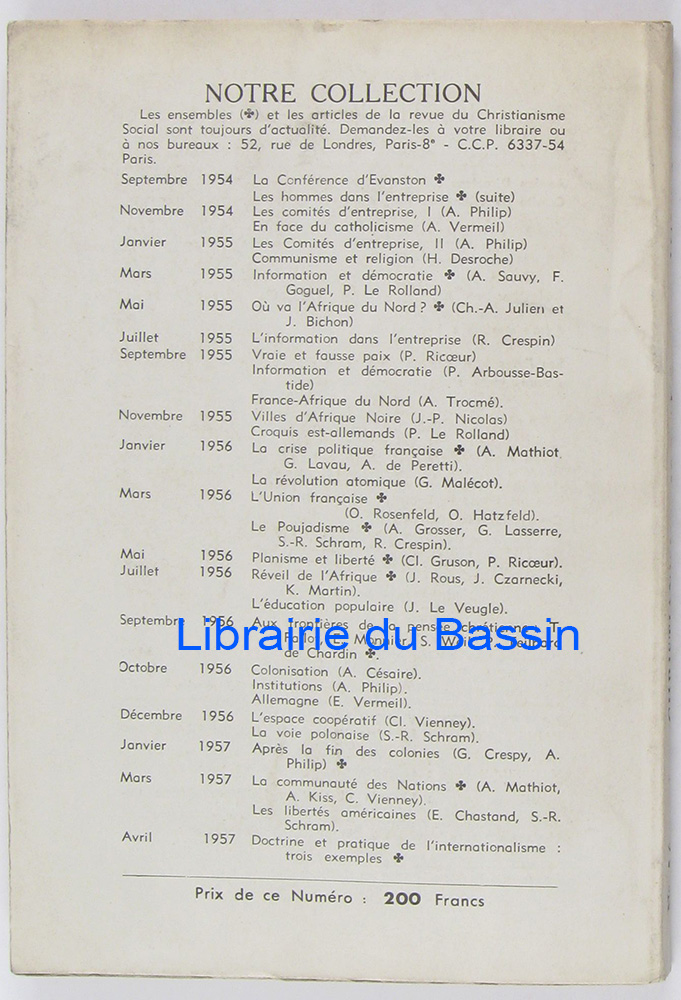 NOTRE COLLECTION
Les ensembles (✤) et les articles de la revue du Christianisme
Social sont toujours d'actualité. Demandez-les à votre libraire ou
à nos bureaux : 52, rue de Londres, Paris-8e - C.C.P. 6337-54
Paris.
Septembre 1954 La Conférence d'Evanston ✤
Les hommes dans l'entreprise ✤ (suite)
Novembre 1954 Les comités d'entreprise, I (A. Philip)
En face du catholicisme (A. Vermeil)
Janvier 1955 Les Comités d'entreprise, II (A. Philip)
Communisme et religion (H. Desroche)
Mars 1955 Information et démocratie ✤ (A. Sauvy, F.
Goguel, P. Le Rolland)
Mai 1955 Où va l'Afrique du Nord ? ✤ (Ch.-A. Julien et
J. Bichon)
Juillet 1955 L'information dans l'entreprise (R. Crespin)
Septembre 1955 Vraie et fausse paix (P. Ricœur)
Information et démocratie (P. Arbousse-Bas-
tide)
France-Afrique du Nord (A. Trocmé).
Novembre 1955 Villes d'Afrique Noire (J.-P. Nicolas)
Croquis est-allemands (P. Le Rolland)
Janvier 1956 La crise politique française ✤ (A. Mathiot
G. Lavau, A. de Peretti).
La révolution atomique (G. Malécot).
Mars 1956 L'Union française ✤
(O. Rosenfeld, O. Hatzfeld).
Le Poujadisme ✤ (A. Grosser, G. Lasserre,
S.-R. Schram, R. Crespin).
Mai 1956 Planisme et liberté ✤ (Cl. Gruson, P. Ricœur).
Juillet 1956 Réveil de l'Afrique ✤ (J. Rous, J. Czarnecki,
K. Martin).
L'éducation populaire (J. Le Veugle).
Septembre 1956 Aux frontières de la pensée chrétienne : T.
de Chardin ✤.
Librairie du Bassin
Octobre 1956 Colonisation (A. Césaire).
Institutions (A. Philip).
Allemagne (E. Vermeil).
Décembre 1956 L'espace coopératif (Cl. Vienney).
La voie polonaise (S.-R. Schram).
Janvier 1957 Après la fin des colonies (G. Crespy, A.
Philip) ✤
Mars 1957 La communauté des Nations ✤ (A. Mathiot,
A. Kiss, C. Vienney).
Les libertés américaines (E. Chastand, S.-R.
Schram).
Avril 1957 Doctrine et pratique de l'internationalisme :
trois exemples ✤
Prix de ce Numéro : 200 Francs